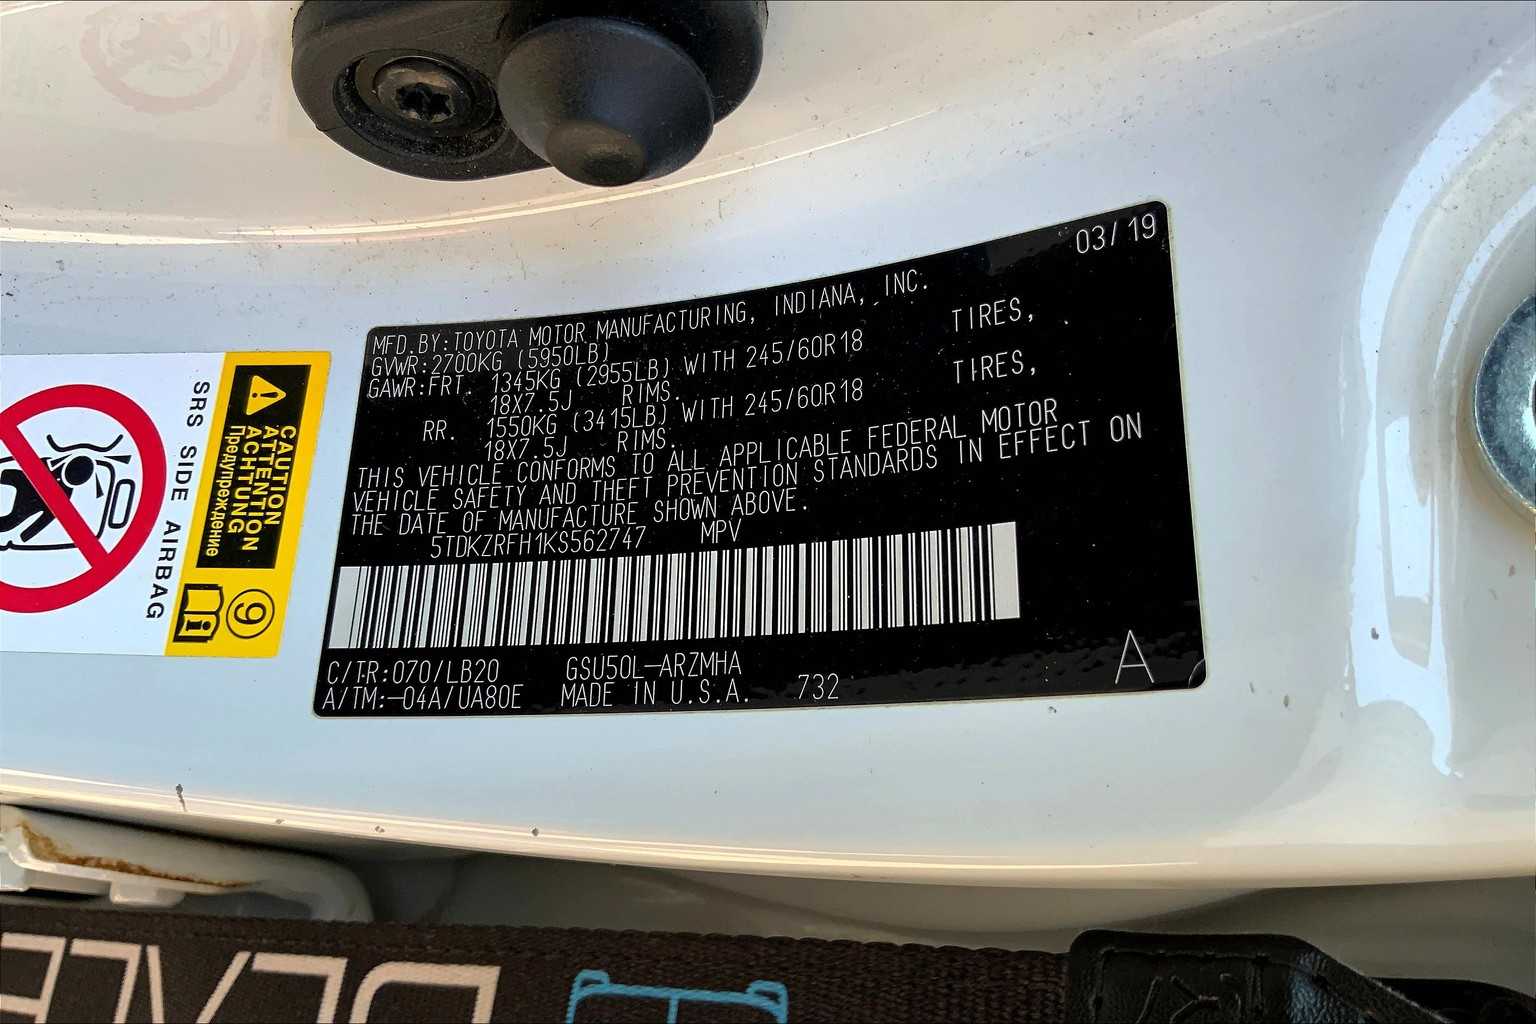 03/19
MFD.BY:TOYOTA MOTOR MANUFACTURING, INDIANA, INC.
GVWR:2700KG (5950LB)
GAWR:FRT. 1345KG (2955LB) WITH 245/60R18 TIRES,
18X7.5J RIMS.
RR. 1550KG (3415LB) WITH 245/60R18 TIRES,
18X7.5J RIMS.
THIS VEHICLE CONFORMS TO ALL APPLICABLE FEDERAL MOTOR
VEHICLE SAFETY AND THEFT PREVENTION STANDARDS IN EFFECT ON
THE DATE OF MANUFACTURE SHOWN ABOVE.
5TDKZRFH1KS562747 MPV
C/TR:070/LB20 GSU50L-ARZMHA
A/TM:-04A/UA80E MADE IN U.S.A. 732
A
CAUTION
ATTENTION
ACHTUNG
Предупреждение
9
SRS SIDE AIRBAG